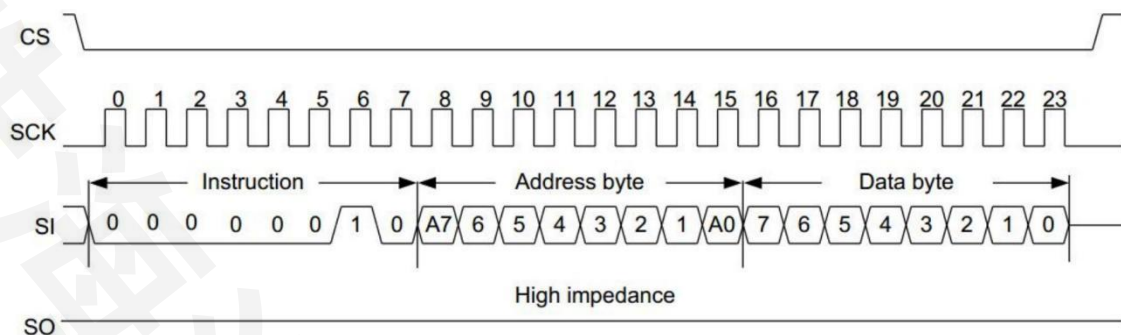 CS
0 1 2 3 4 5 6 7 8 9 10 11 12 13 14 15 16 17 18 19 20 21 22 23
SCK
Instruction Address byte Data byte
SI 0 0 0 0 0 0 1 0 A7 6 5 4 3 2 1 A0 7 6 5 4 3 2 1 0
High impedance
SO